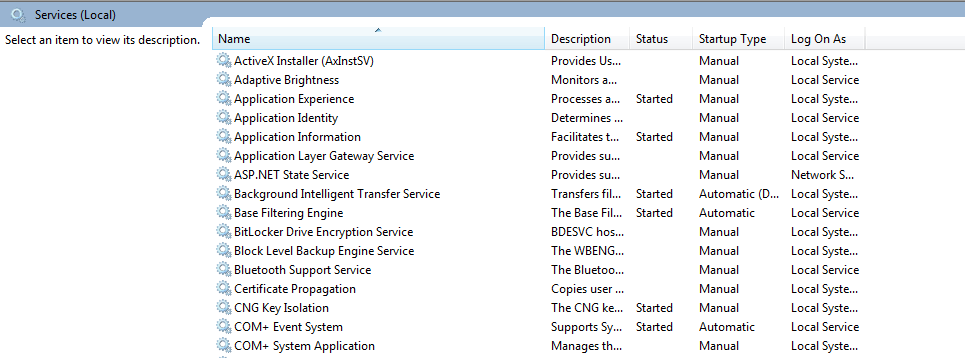 Services (Local)
Select an item to view its description.
Name Description Status Startup Type Log On As
ActiveX Installer (AxInstSV) Provides Us... Manual Local Syste...
Adaptive Brightness Monitors a... Manual Local Service
Application Experience Processes a... Started Manual Local Syste...
Application Identity Determines ... Manual Local Service
Application Information Facilitates t... Started Manual Local Syste...
Application Layer Gateway Service Provides su... Manual Local Service
ASP.NET State Service Provides su... Manual Network S...
Background Intelligent Transfer Service Transfers fil... Started Automatic (D... Local Syste...
Base Filtering Engine The Base Fil... Started Automatic Local Service
BitLocker Drive Encryption Service BDESVC hos... Manual Local Syste...
Block Level Backup Engine Service The WBENG... Manual Local Syste...
Bluetooth Support Service The Bluetoo... Manual Local Service
Certificate Propagation Copies user ... Manual Local Syste...
CNG Key Isolation The CNG ke... Started Manual Local Syste...
COM+ Event System Supports Sy... Started Automatic Local Service
COM+ System Application Manages th... Manual Local Syste...